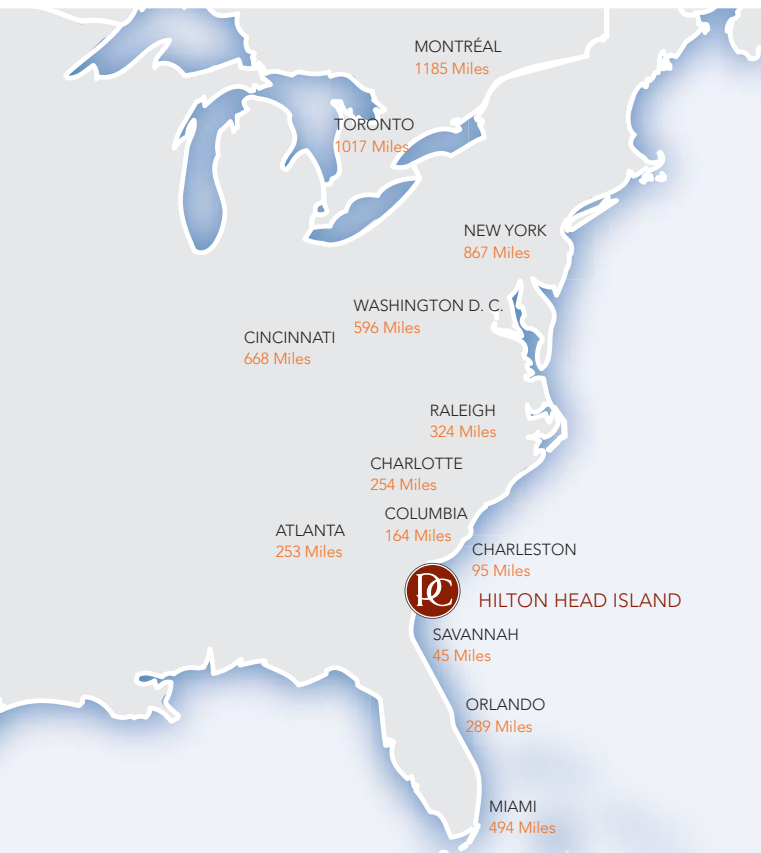 MONTRÉAL
1185 Miles
TORONTO
1017 Miles
NEW YORK
867 Miles
WASHINGTON D. C.
596 Miles
CINCINNATI
668 Miles
RALEIGH
324 Miles
CHARLOTTE
254 Miles
COLUMBIA
164 Miles
ATLANTA
253 Miles
CHARLESTON
95 Miles
PC
HILTON HEAD ISLAND
SAVANNAH
45 Miles
ORLANDO
289 Miles
MIAMI
494 Miles